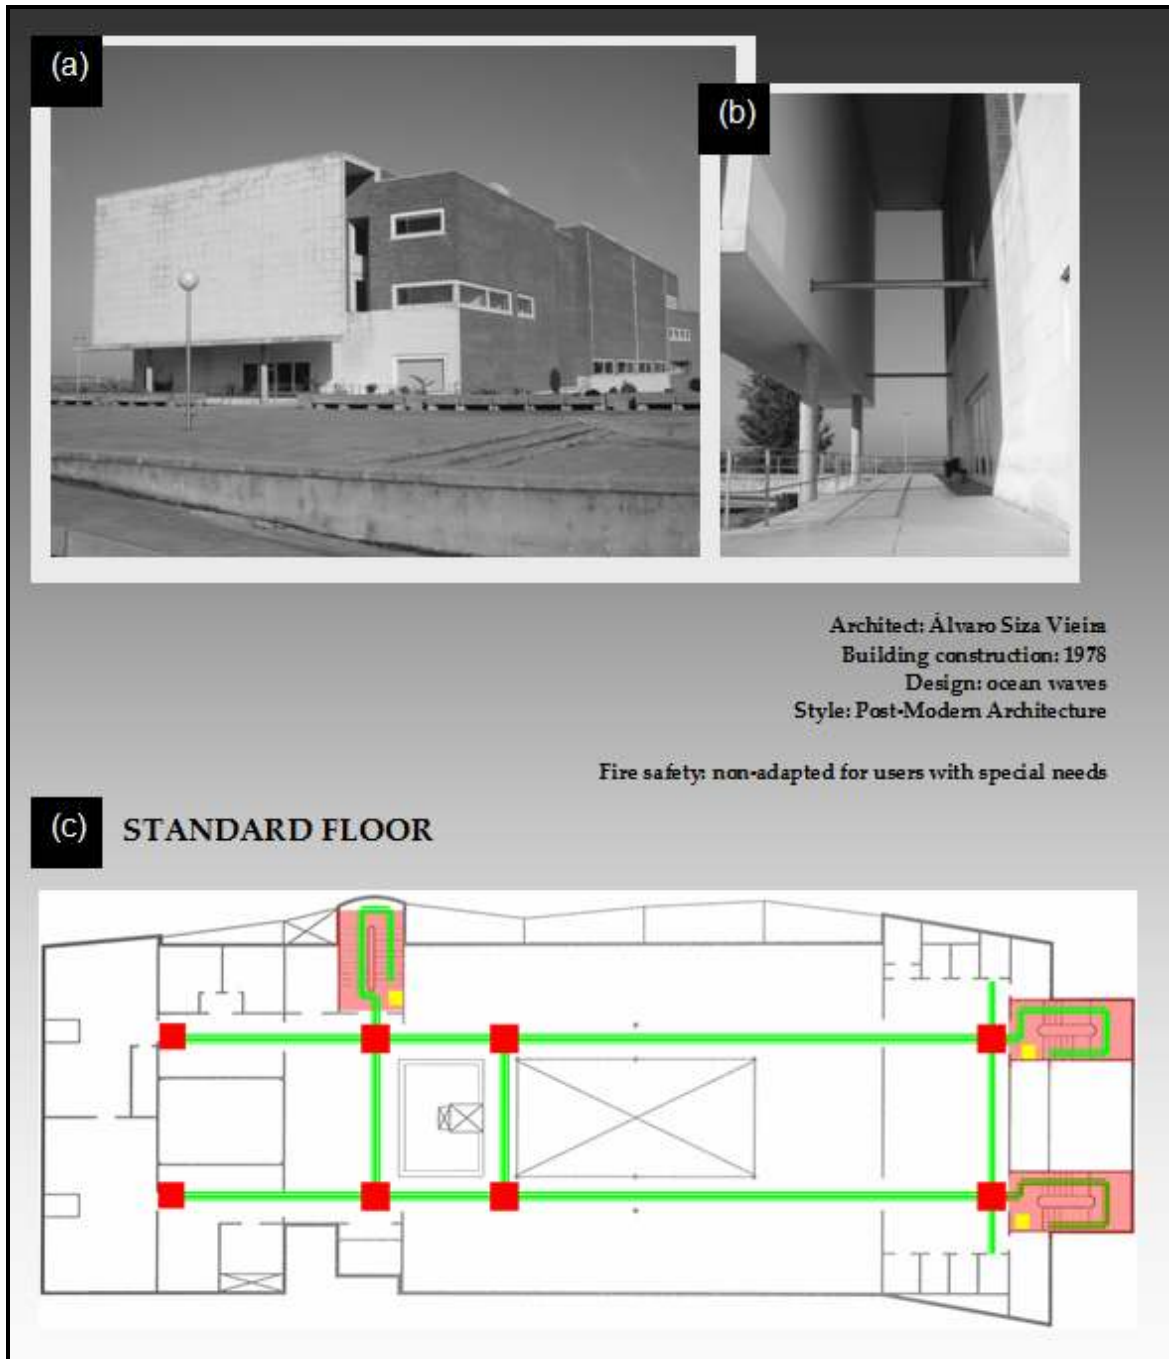 (a)
(b)
Architect: Álvaro Siza Vieira
Building construction: 1978
Design: ocean waves
Style: Post-Modern Architecture
Fire safety: non-adapted for users with special needs
(c)
STANDARD FLOOR